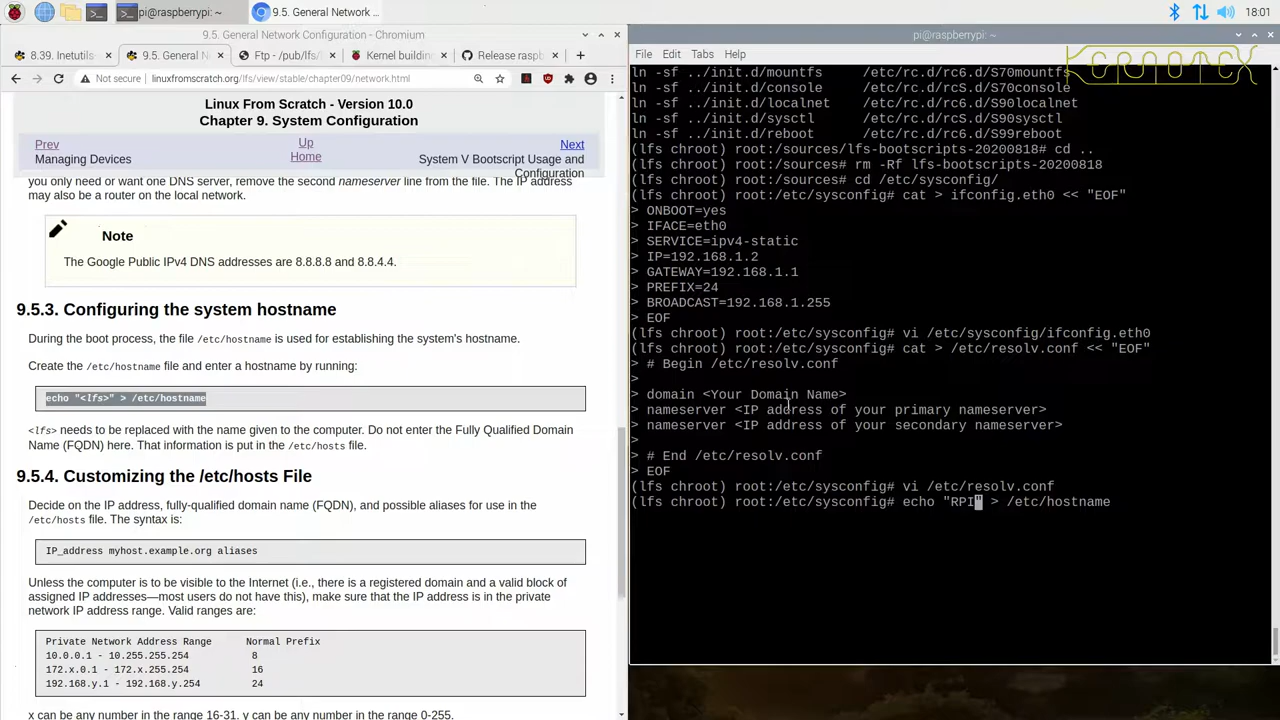 pi@raspberrypi: ~
9.5. General Network ...
18:01
9.5. General Network Configuration - Chromium
8.39. Inetutils-
9.5. General N
Ftp - /pub/lfs/
Kernel building
Release raspb
Not secure | linuxfromscratch.org/lfs/view/stable/chapter09/network.html
Linux From Scratch - Version 10.0
Chapter 9. System Configuration
Prev
Up
Next
Managing Devices
Home
System V Bootscript Usage and
Configuration
you only need or want one DNS server, remove the second nameserver line from the file. The IP address
may also be a router on the local network.
Note
The Google Public IPv4 DNS addresses are 8.8.8.8 and 8.8.4.4.
9.5.3. Configuring the system hostname
During the boot process, the file /etc/hostname is used for establishing the system's hostname.
Create the /etc/hostname file and enter a hostname by running:
echo "<lfs>" > /etc/hostname
<lfs> needs to be replaced with the name given to the computer. Do not enter the Fully Qualified Domain
Name (FQDN) here. That information is put in the /etc/hosts file.
9.5.4. Customizing the /etc/hosts File
Decide on the IP address, fully-qualified domain name (FQDN), and possible aliases for use in the
/etc/hosts file. The syntax is:
IP_address myhost.example.org aliases
Unless the computer is to be visible to the Internet (i.e., there is a registered domain and a valid block of
assigned IP addresses—most users do not have this), make sure that the IP address is in the private
network IP address range. Valid ranges are:
Private Network Address Range Normal Prefix
10.0.0.1 - 10.255.255.254 8
172.x.0.1 - 172.x.255.254 16
192.168.y.1 - 192.168.y.254 24
x can be any number in the range 16-31. y can be any number in the range 0-255.
pi@raspberrypi: ~
File Edit Tabs Help
ln -sf ../init.d/mountfs /etc/rc.d/rc6.d/S70mountfs
ln -sf ../init.d/console /etc/rc.d/rcS.d/S70console
ln -sf ../init.d/localnet /etc/rc.d/rcS.d/S90localnet
ln -sf ../init.d/sysctl /etc/rc.d/rcS.d/S90sysctl
ln -sf ../init.d/reboot /etc/rc.d/rc6.d/S99reboot
(lfs chroot) root:/sources/lfs-bootscripts-20200818# cd ..
(lfs chroot) root:/sources# rm -Rf lfs-bootscripts-20200818
(lfs chroot) root:/sources# cd /etc/sysconfig/
(lfs chroot) root:/etc/sysconfig# cat > ifconfig.eth0 << "EOF"
> ONBOOT=yes
> IFACE=eth0
> SERVICE=ipv4-static
> IP=192.168.1.2
> GATEWAY=192.168.1.1
> PREFIX=24
> BROADCAST=192.168.1.255
> EOF
(lfs chroot) root:/etc/sysconfig# vi /etc/sysconfig/ifconfig.eth0
(lfs chroot) root:/etc/sysconfig# cat > /etc/resolv.conf << "EOF"
> # Begin /etc/resolv.conf
>
> domain <Your Domain Name>
> nameserver <IP address of your primary nameserver>
> nameserver <IP address of your secondary nameserver>
>
> # End /etc/resolv.conf
> EOF
(lfs chroot) root:/etc/sysconfig# vi /etc/resolv.conf
(lfs chroot) root:/etc/sysconfig# echo "RPI" > /etc/hostname